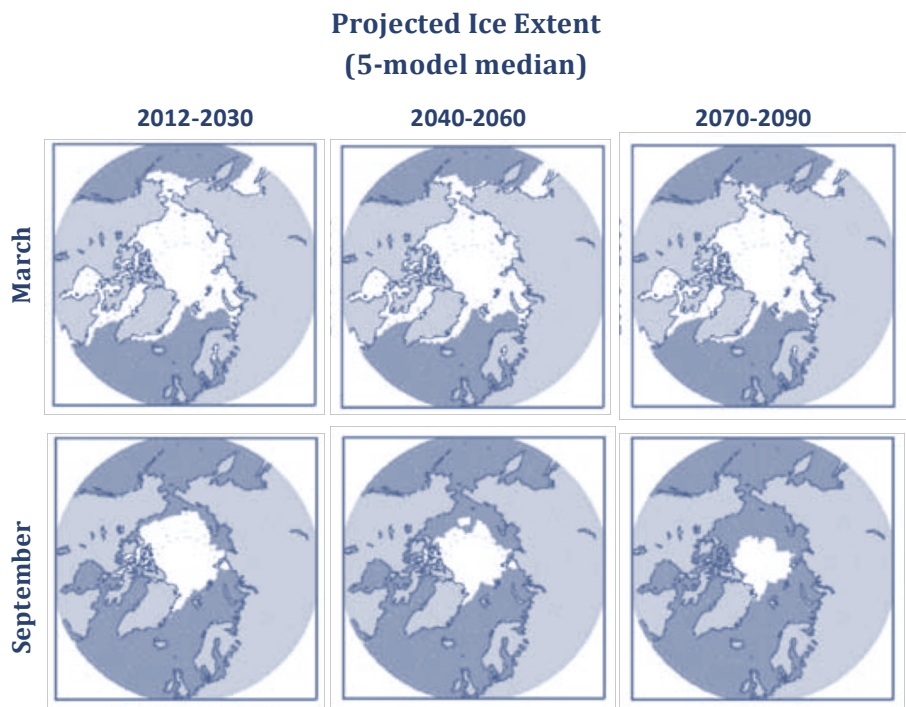 Projected Ice Extent
(5-model median)
2012-2030
2040-2060
2070-2090
March
September